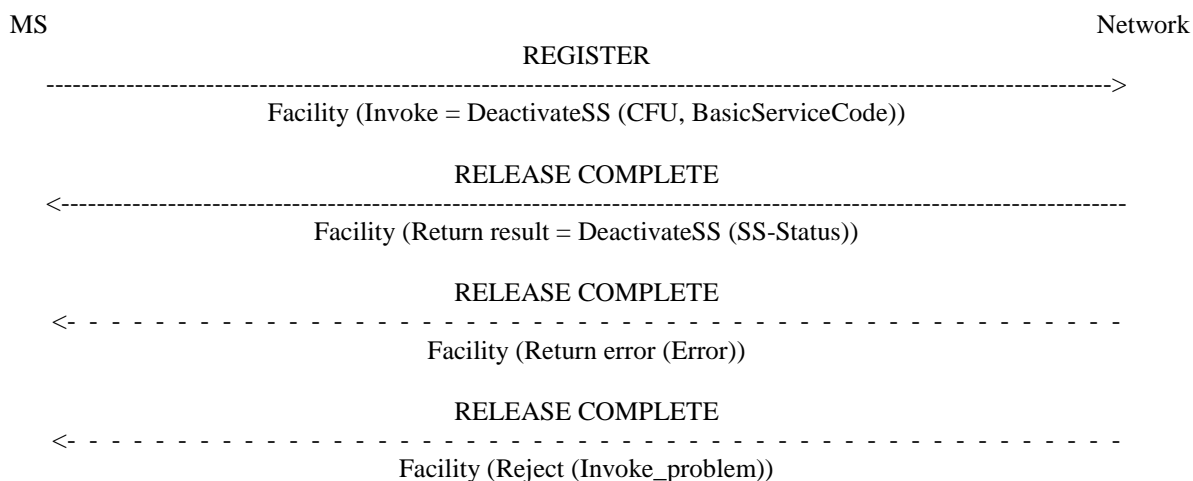 MS Network
REGISTER
Facility (Invoke = DeactivateSS (CFU, BasicServiceCode))
RELEASE COMPLETE
Facility (Return result = DeactivateSS (SS-Status))
RELEASE COMPLETE
Facility (Return error (Error))
RELEASE COMPLETE
Facility (Reject (Invoke_problem))